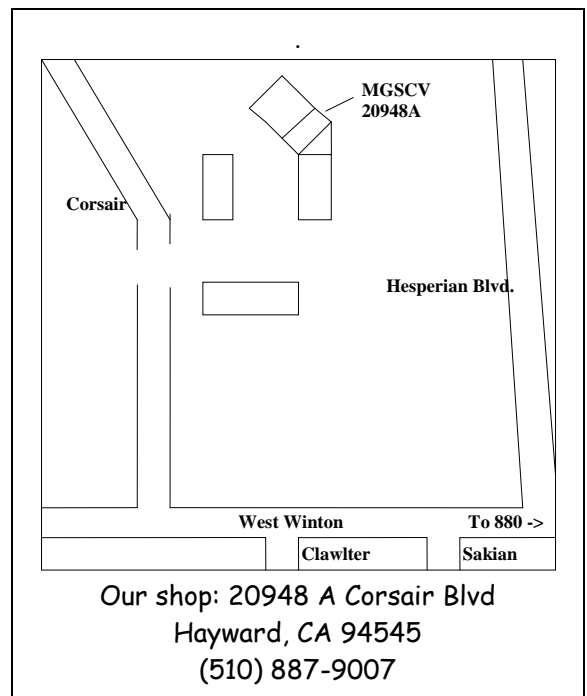 MGSCV
20948A
Corsair
Hesperian Blvd.
West Winton
To 880 ->
Clawlter
Sakian
Our shop: 20948 A Corsair Blvd
Hayward, CA 94545
(510) 887-9007